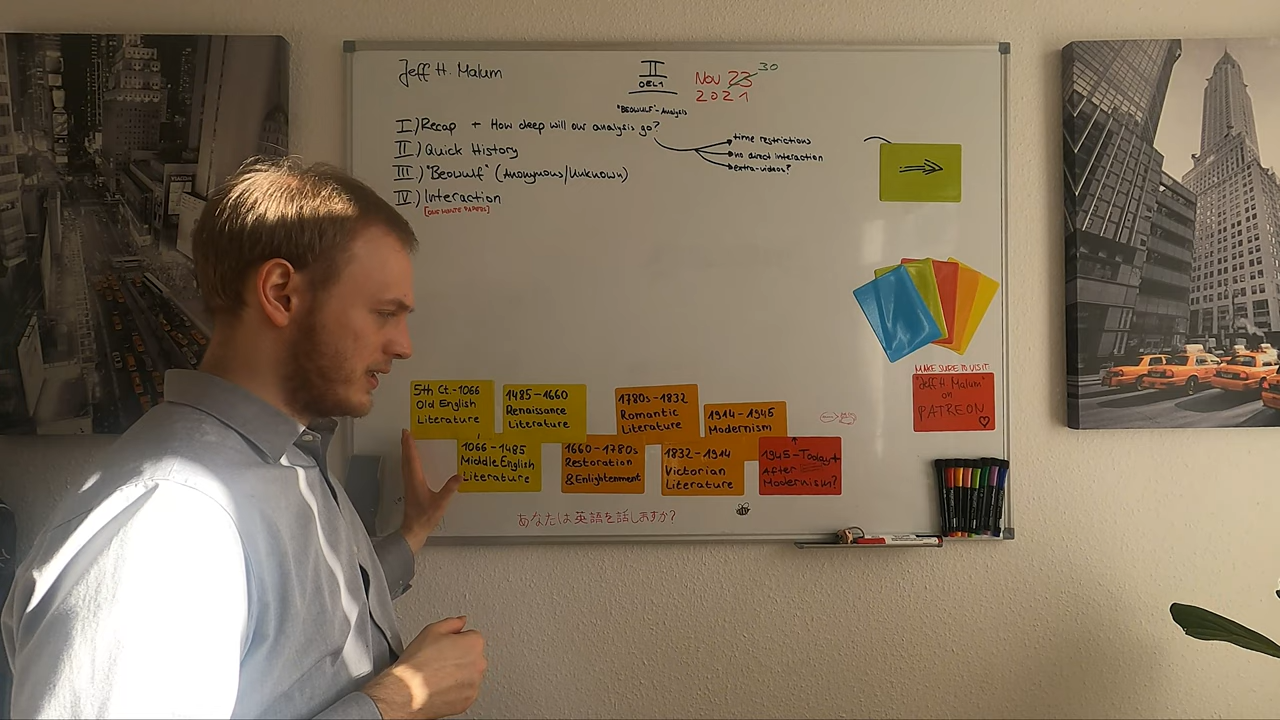 Jeff H. Malum
II
OEL1
Nov 23 30
2021
"BEOWULF"-Analysis
I.) Recap + How deep will our analysis go?
time restrictions
no direct interaction
extra-videos?
II.) Quick History
III.) "Beowulf" (Anonymous/Unknown)
IV.) Interaction
[ONE MINUTE PAPERS]
MAKE SURE TO VISIT
"Jeff H. Malum"
on
PATREON
5th Ct.-1066
Old English
Literature
1066-1485
Middle English
Literature
1485-1660
Renaissance
Literature
1660-1780s
Restoration
&Enlightenment
1780s-1832
Romantic
Literature
1832-1914
Victorian
Literature
1914-1945
Modernism
1945-Today+
After
Modernism?
あなたは英語を話しますか?